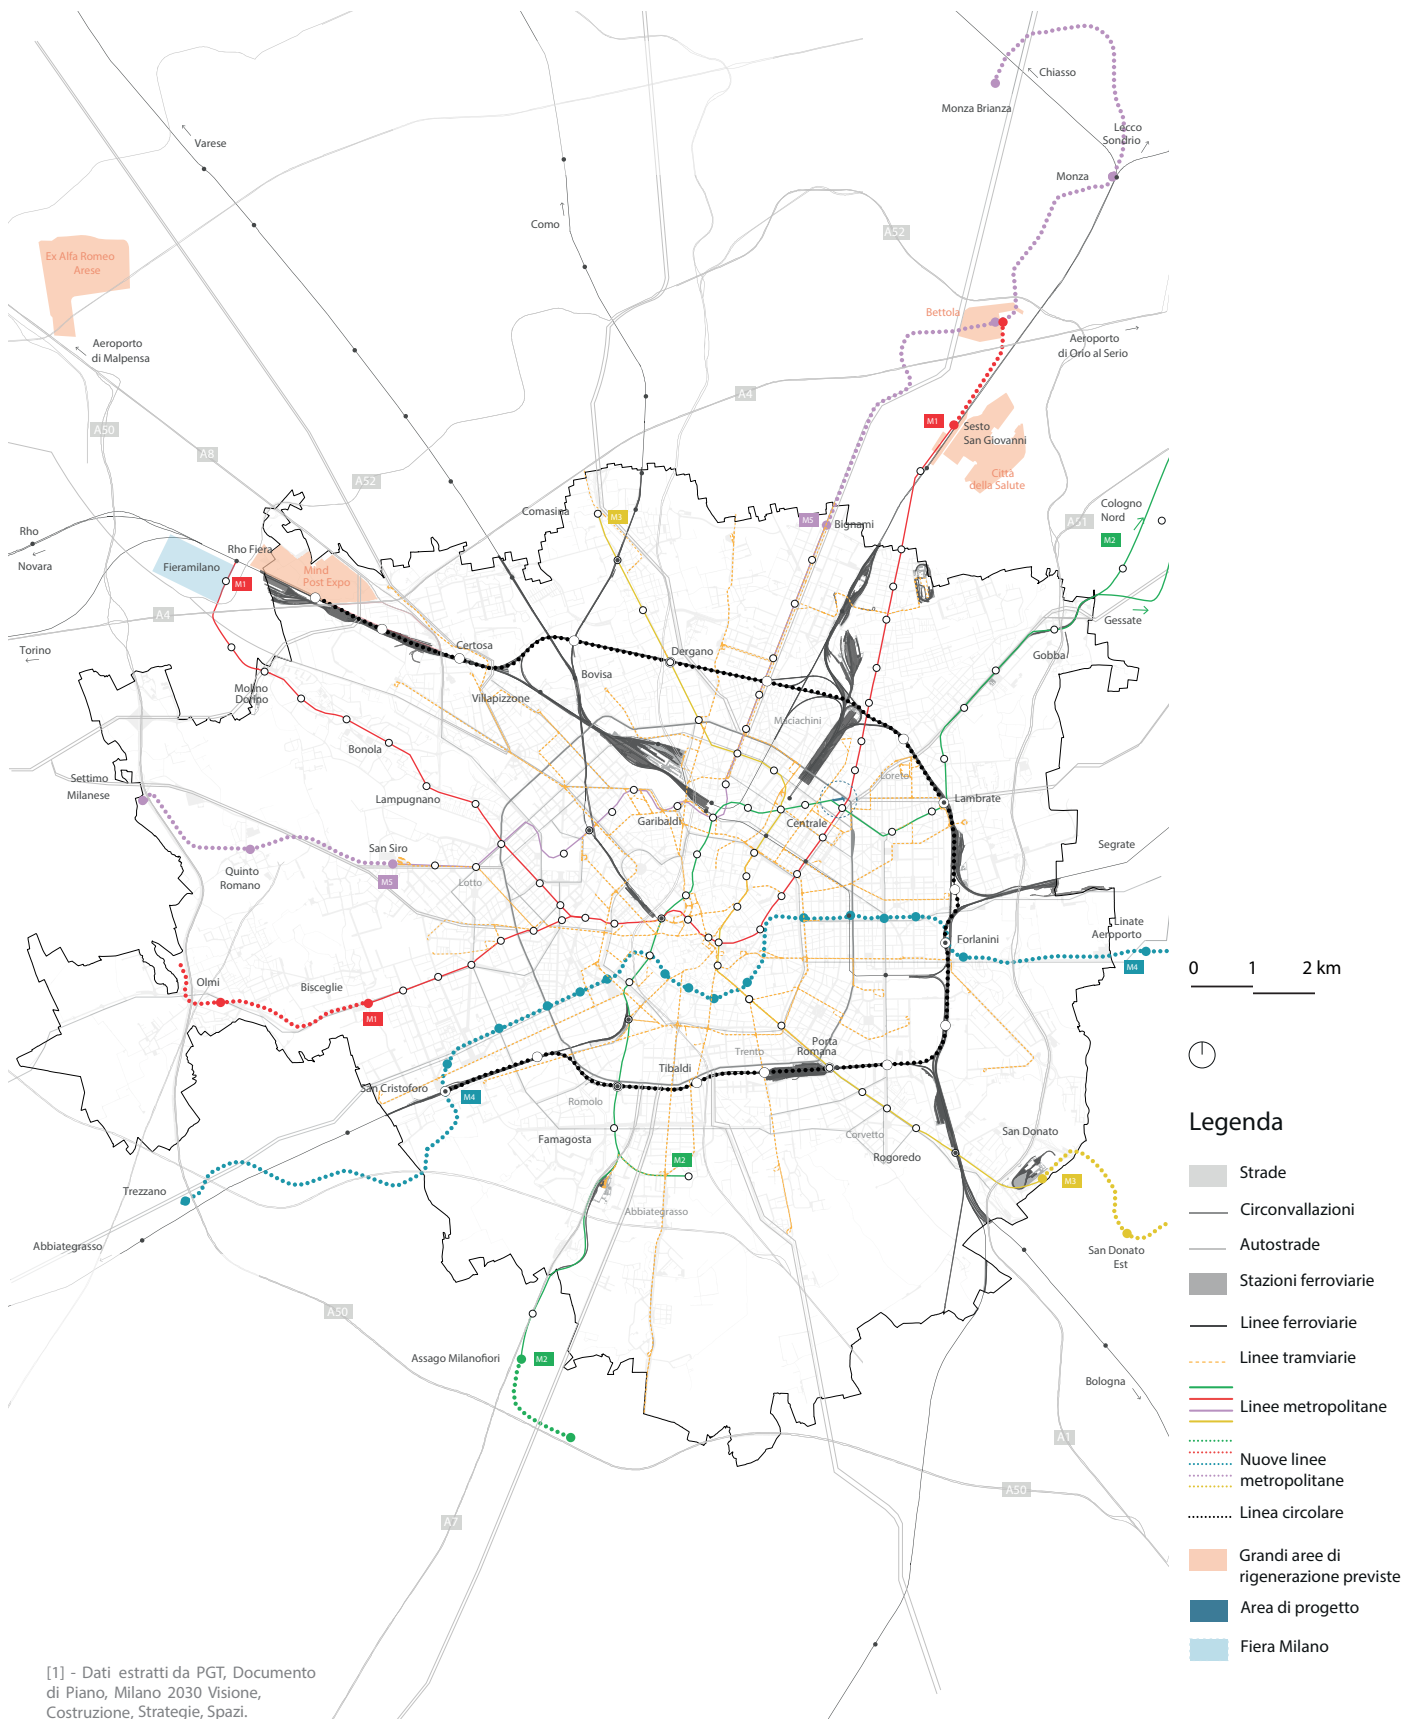 Chiasso
Monza Brianza
Lecco
Sondrio
Varese
Monza
Como
A52
Ex Alfa Romeo
Arese
Bettola
Aeroporto
di Malpensa
Aeroporto
di Orio al Serio
A4
A50
M1
Sesto
San Giovanni
A8
Città
della Salute
A52
Comasina
M3
M5
Bignami
Cologno
Nord
A51
M2
Rho
Novara
Rho Fiera
Fieramilano
M1
Mind
Post Expo
A4
Gessate
Torino
Certosa
Dergano
Gobba
Bovisa
Molino
Dorino
Villapizzone
Maciachini
Bonola
Loreto
Settimo
Milanese
Lampugnano
Lambrate
Garibaldi
Centrale
San Siro
Segrate
Quinto
Romano
M5
Lotto
Linate
Aeroporto
Forlanini
M4
Olmi
Bisceglie
M1
0 1 2 km
Porta
Romana
Trento
Tibaldi
San Cristoforo
M4
Romolo
Famagosta
Corvetto
San Donato
Rogoredo
M2
M3
Trezzano
Abbiategrasso
Abbiategrasso
San Donato
Est
A50
Assago Milanofiori
M2
Bologna
A1
A50
A7
Legenda
Strade
Circonvallazioni
Autostrade
Stazioni ferroviarie
Linee ferroviarie
Linee tramviarie
Linee metropolitane
Nuove linee
metropolitane
Linea circolare
Grandi aree di
rigenerazione previste
Area di progetto
Fiera Milano
[1] - Dati estratti da PGT, Documento
di Piano, Milano 2030 Visione,
Costruzione, Strategie, Spazi.